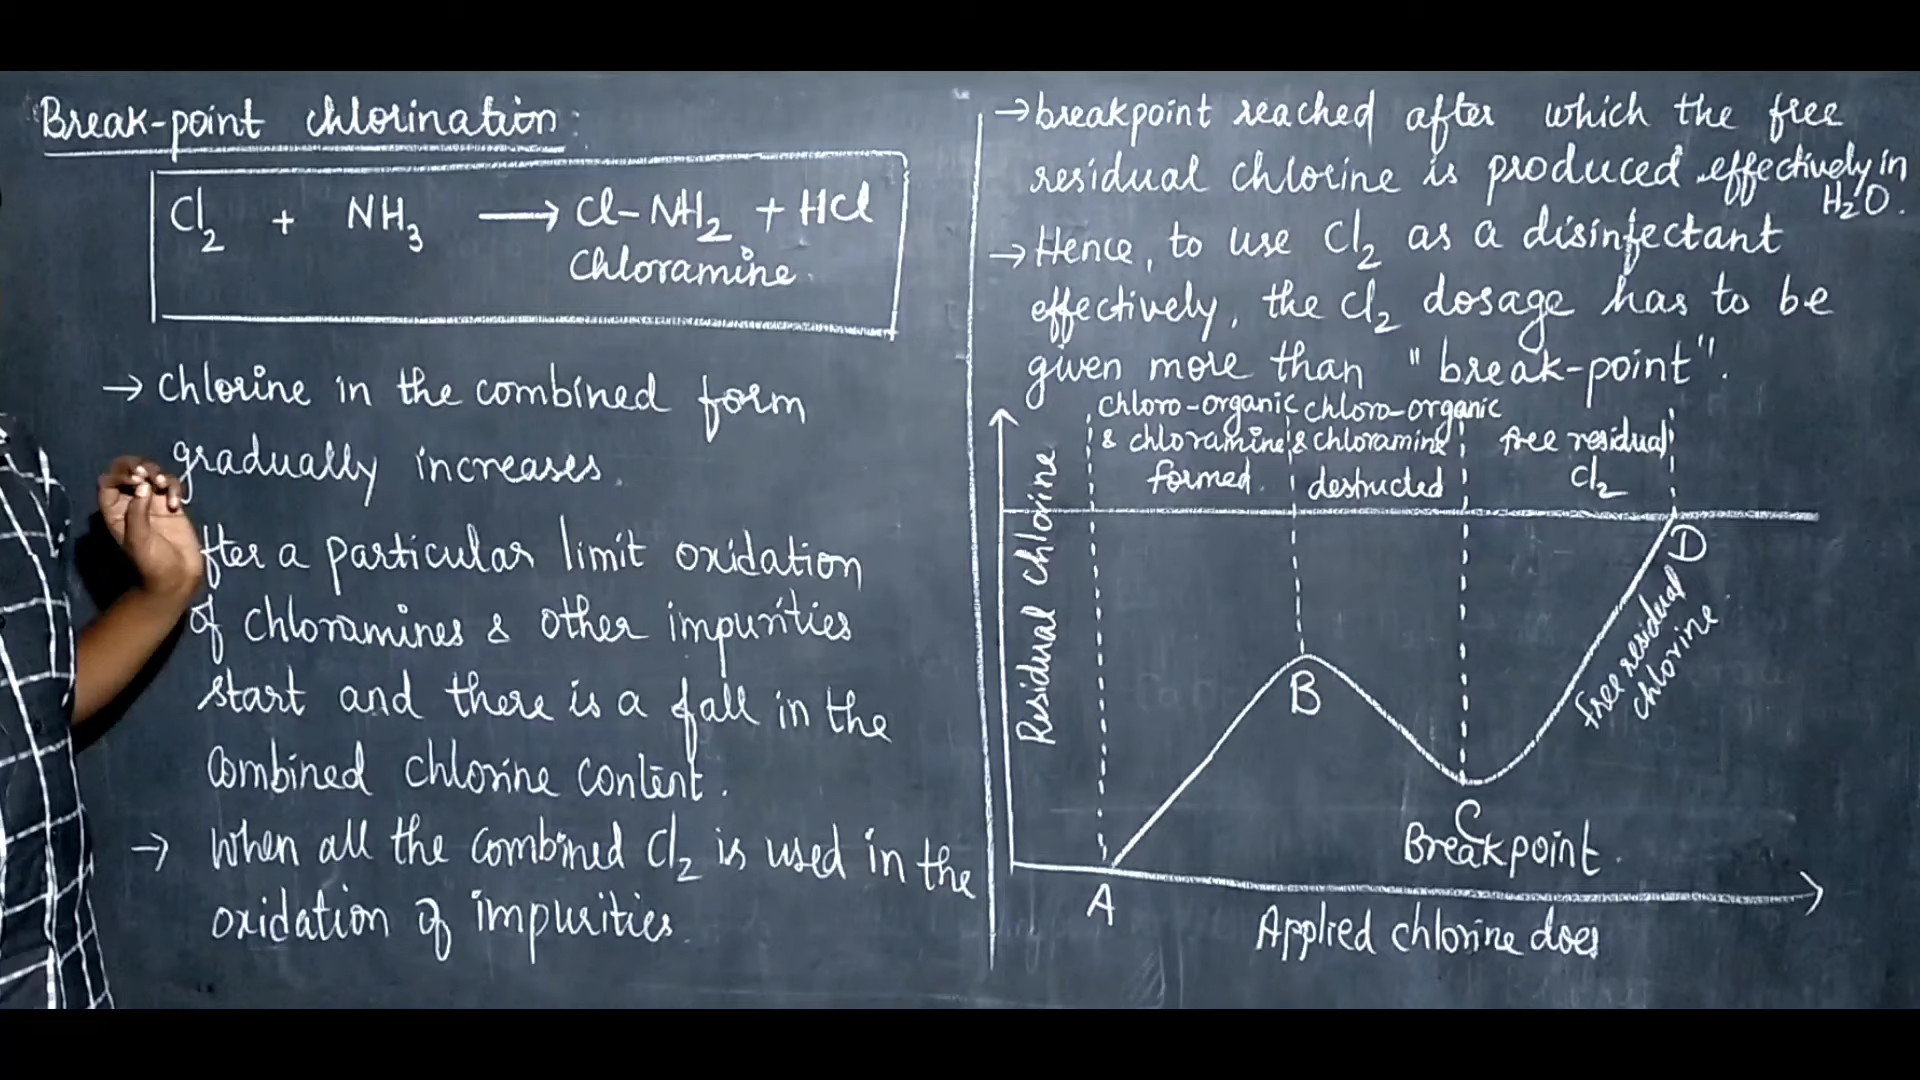 Break-point chlorination:
Cl2 + NH3 ⟶ Cl-NH2 + HCl
Chloramine.
→ Chlorine in the combined form
gradually increases.
fter a particular limit oxidation
of chloramines & other impurities
start and there is a fall in the
combined chlorine content.
→ When all the combined Cl2 is used in the
oxidation of impurities
→ breakpoint reached after which the free
residual chlorine is produced effectively in
H2O.
→ Hence, to use Cl2 as a disinfectant
effectively, the Cl2 dosage has to be
given more than "break-point".
chloro-organic
& chloramine
formed.
chloro-organic
& chloramine
destructed
free residual
Cl2
Residual chlorine
A
B
C
Breakpoint.
D
free residual
chlorine.
Applied chlorine does